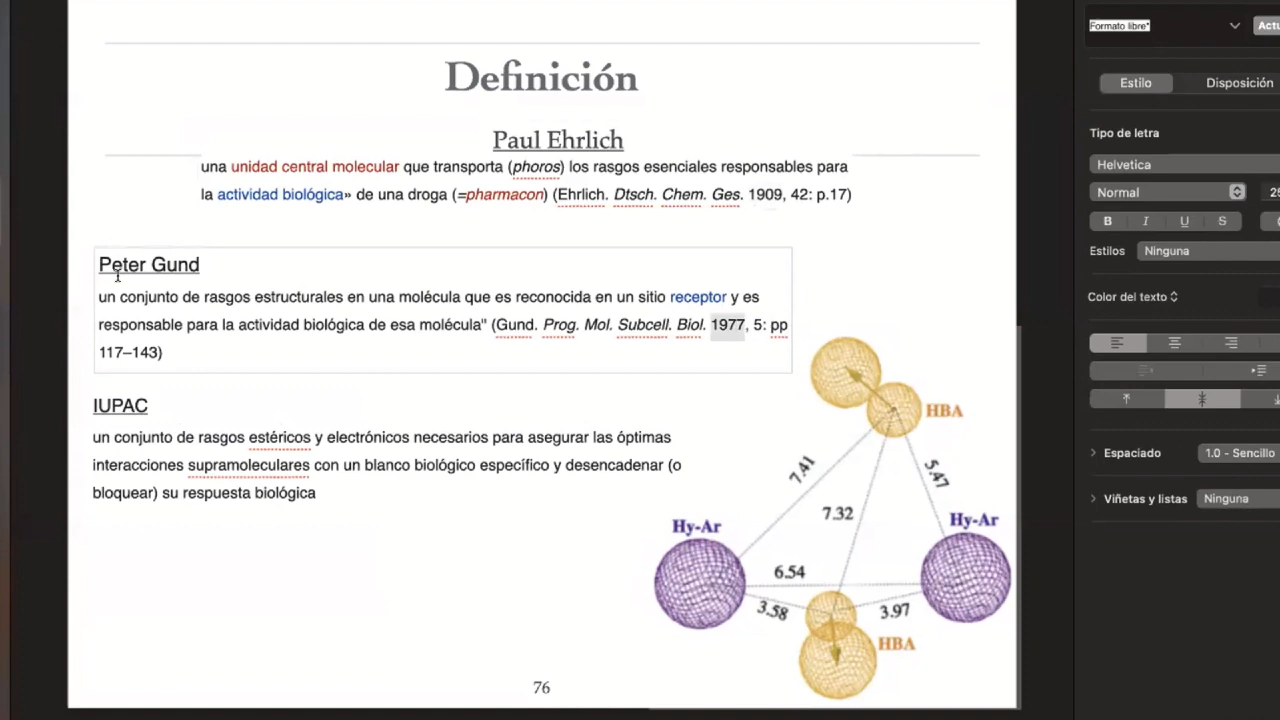 Formato libre*
Definición
Estilo
Disposición
Paul Ehrlich
Tipo de letra
una unidad central molecular que transporta (phoros) los rasgos esenciales responsables para
Helvetica
la actividad biológica» de una droga (=pharmacon) (Ehrlich. Dtsch. Chem. Ges. 1909, 42: p.17)
Normal
B I U S
Estilos
Ninguna
Peter Gund
un conjunto de rasgos estructurales en una molécula que es reconocida en un sitio receptor y es
Color del texto
responsable para la actividad biológica de esa molécula" (Gund. Prog. Mol. Subcell. Biol. 1977, 5: pp
117–143)
IUPAC
HBA
un conjunto de rasgos estéricos y electrónicos necesarios para asegurar las óptimas
Espaciado
1.0 - Sencillo
interacciones supramoleculares con un blanco biológico específico y desencadenar (o
7.41
5.47
bloquear) su respuesta biológica
Viñetas y listas
Ninguna
7.32
Hy-Ar
Hy-Ar
6.54
3.58
3.97
HBA
76